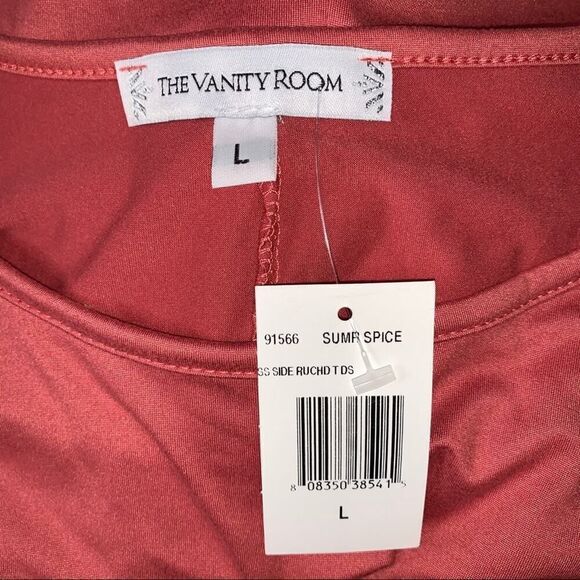 THE VANITY ROOM
L
91566 SUMR SPICE
SS SIDE RUCHD T DS
8 08350 38541 5
L